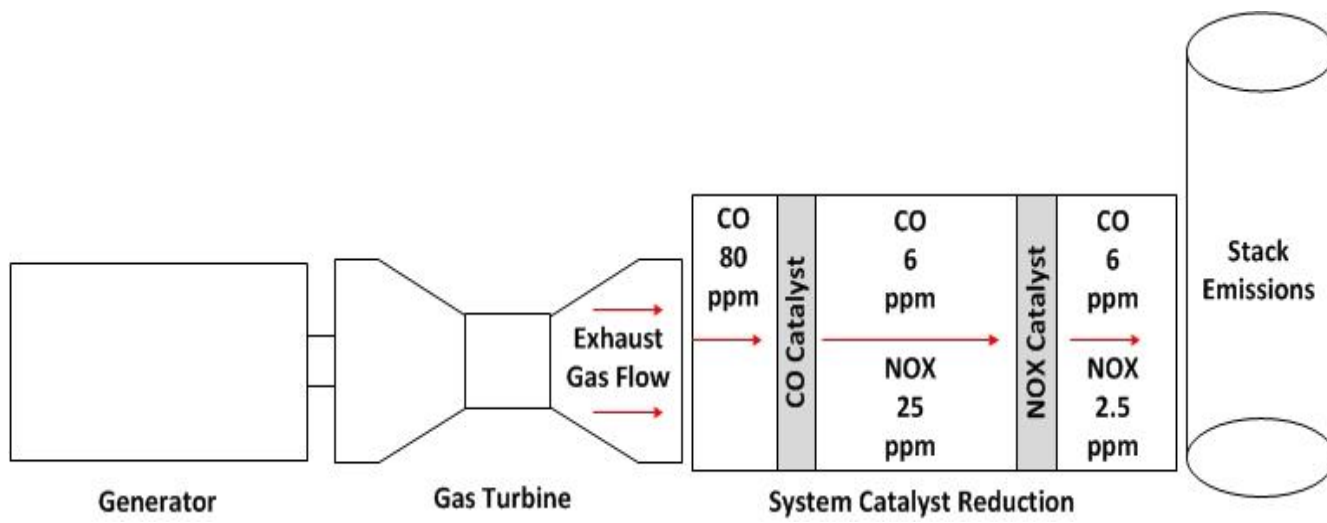 CO
80
ppm
CO Catalyst
CO
6
ppm
NOX Catalyst
CO
6
ppm
Stack
Emissions
Exhaust
Gas Flow
NOX
25
ppm
NOX
2.5
ppm
Generator
Gas Turbine
System Catalyst Reduction